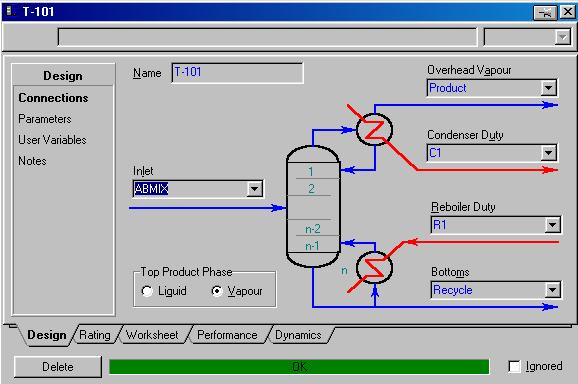 T-101
Design
Connections
Parameters
User Variables
Notes
Name T-101
Inlet
ABMIX
1
2
n-2
n-1
n
Overhead Vapour
Product
Condenser Duty
C1
Reboiler Duty
R1
Bottoms
Recycle
Top Product Phase
Liquid Vapour
Design Rating Worksheet Performance Dynamics
Delete OK Ignored